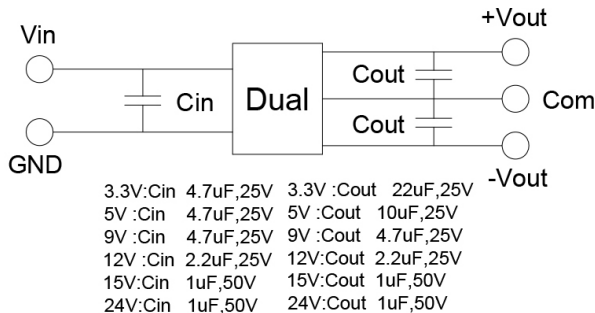 +Vout
Vin
Cout
Cin
Dual
Com
Cout
GND
-Vout
3.3V:Cin 4.7uF,25V 3.3V :Cout 22uF,25V
5V :Cin 4.7uF,25V 5V :Cout 10uF,25V
9V :Cin 4.7uF,25V 9V :Cout 4.7uF,25V
12V :Cin 2.2uF,25V 12V:Cout 2.2uF,25V
15V:Cin 1uF,50V 15V:Cout 1uF,50V
24V:Cin 1uF,50V 24V:Cout 1uF,50V